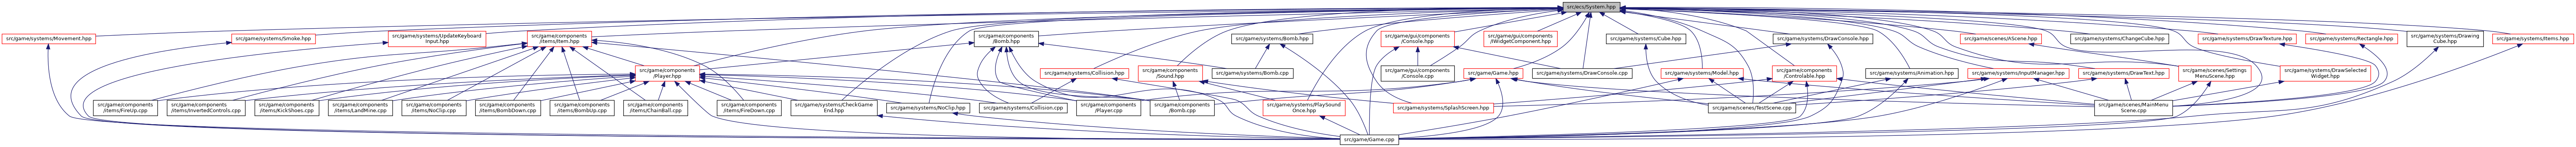 src/ecs/System.hpp
src/game/systems/Movement.hpp
src/game/systems/Smoke.hpp
src/game/systems/UpdateKeyboard
Input.hpp
src/game/components
/items/Item.hpp
src/game/components
/Bomb.hpp
src/game/systems/Bomb.hpp
src/game/gui/components
/Console.hpp
src/game/gui/components
/IWidgetComponent.hpp
src/game/systems/Cube.hpp
src/game/systems/DrawConsole.hpp
src/game/scenes/AScene.hpp
src/game/systems/ChangeCube.hpp
src/game/systems/DrawTexture.hpp
src/game/systems/Rectangle.hpp
src/game/systems/Drawing
Cube.hpp
src/game/systems/Items.hpp
src/game/components
/Player.hpp
src/game/systems/Collision.hpp
src/game/components
/Sound.hpp
src/game/systems/Bomb.cpp
src/game/gui/components
/Console.cpp
src/game/Game.hpp
src/game/systems/DrawConsole.cpp
src/game/systems/Model.hpp
src/game/components
/Controllable.hpp
src/game/systems/Animation.hpp
src/game/systems/InputManager.hpp
src/game/systems/DrawText.hpp
src/game/scenes/Settings
MenuScene.hpp
src/game/systems/DrawSelected
Widget.hpp
src/game/components
/items/FireUp.cpp
src/game/components
/items/InvertedControls.cpp
src/game/components
/items/KickShoes.cpp
src/game/components
/items/LandMine.cpp
src/game/components
/items/NoClip.cpp
src/game/components
/items/BombDown.cpp
src/game/components
/items/BombUp.cpp
src/game/components
/items/ChainBall.cpp
src/game/components
/items/FireDown.cpp
src/game/systems/CheckGame
End.hpp
src/game/systems/NoClip.hpp
src/game/systems/Collision.cpp
src/game/components
/Player.cpp
src/game/components
/Bomb.cpp
src/game/systems/PlaySound
Once.hpp
src/game/systems/SplashScreen.hpp
src/game/scenes/TestScene.cpp
src/game/scenes/MainMenu
Scene.cpp
src/game/Game.cpp